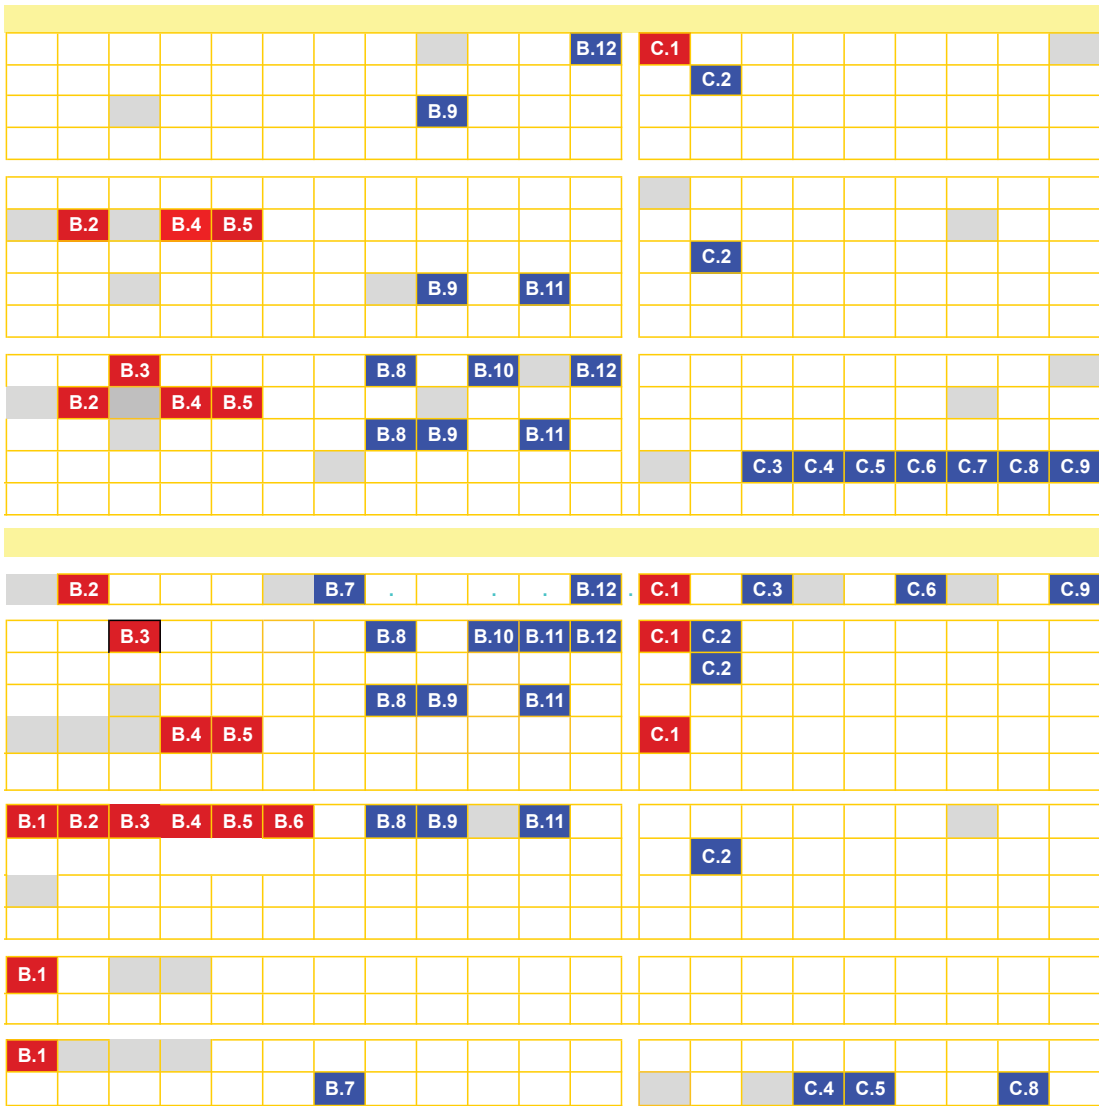 B.12 C.1
C.2
B.9
B.2 B.4 B.5
C.2
B.9 B.11
B.3 B.8 B.10 B.12
B.2 B.4 B.5
B.8 B.9 B.11
C.3 C.4 C.5 C.6 C.7 C.8 C.9
B.2 B.7 . . . B.12 . C.1 C.3 C.6 C.9
B.3 B.8 B.10 B.11 B.12 C.1 C.2
C.2
B.8 B.9 B.11
B.4 B.5 C.1
B.1 B.2 B.3 B.4 B.5 B.6 B.8 B.9 B.11
C.2
B.1
B.1
B.7 C.4 C.5 C.8